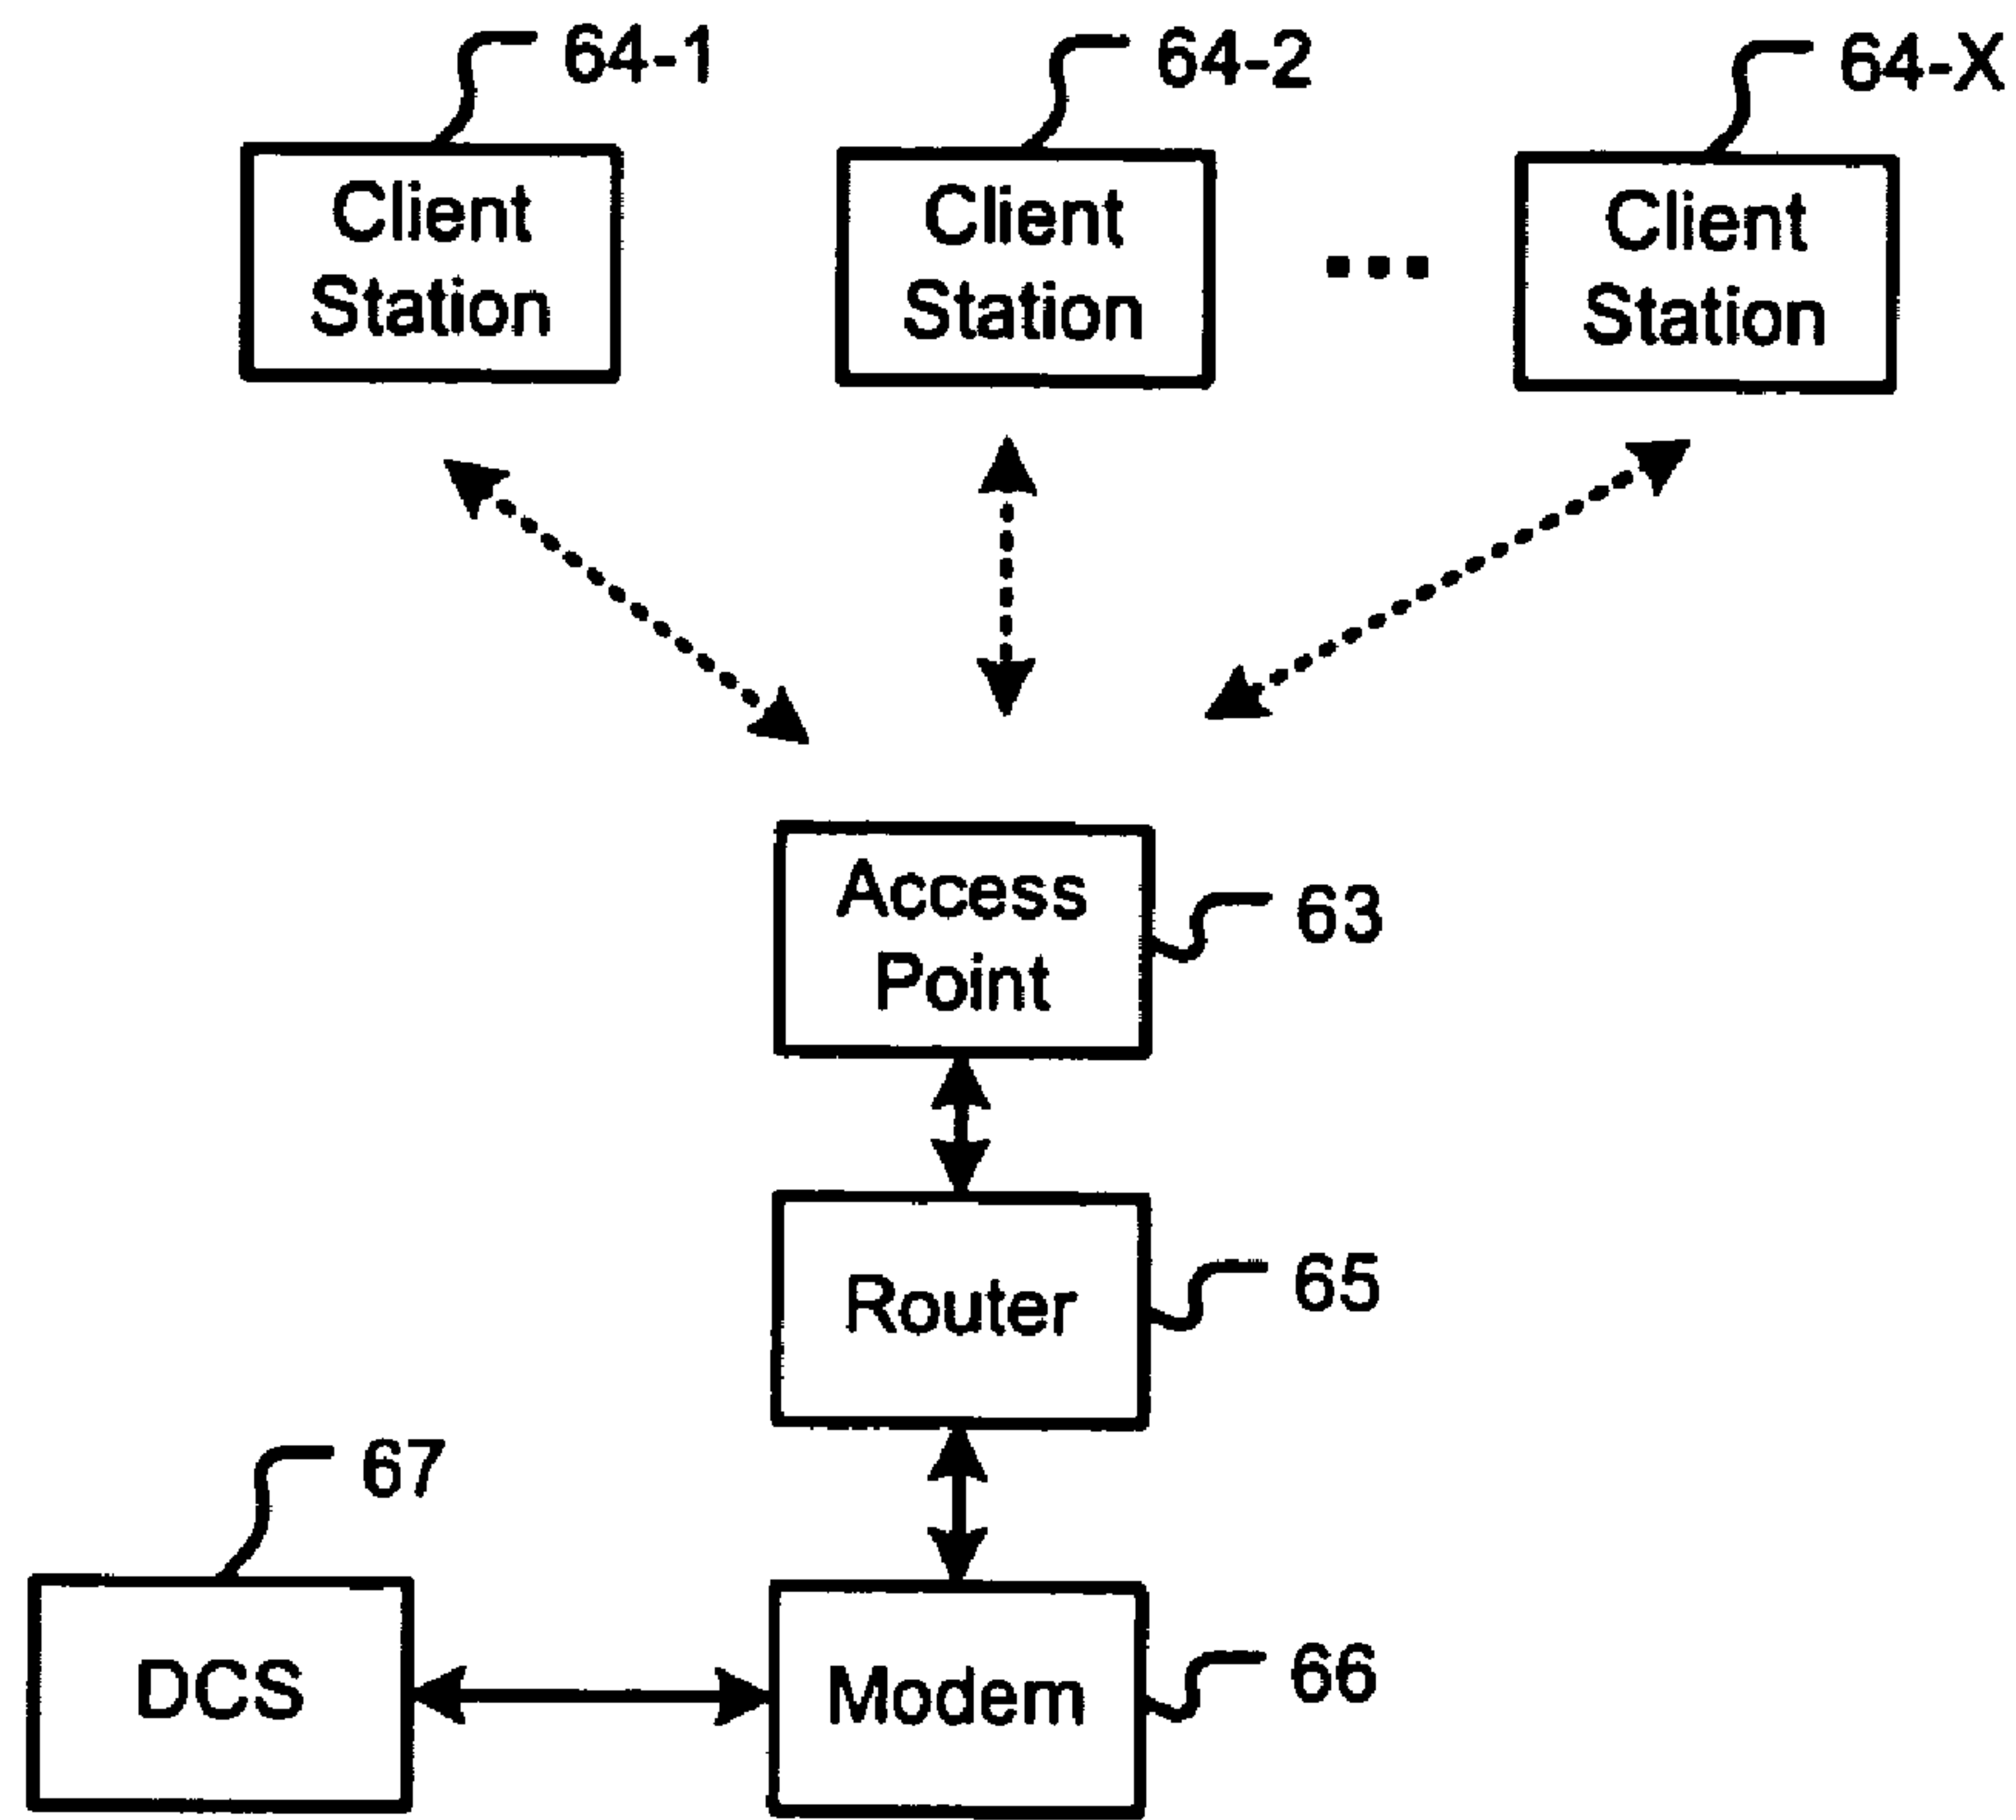 64-1
64-2
64-X
Client
Station
Client
Station
Client
Station
Access
Point
63
Router
65
67
DCS
Modem
66